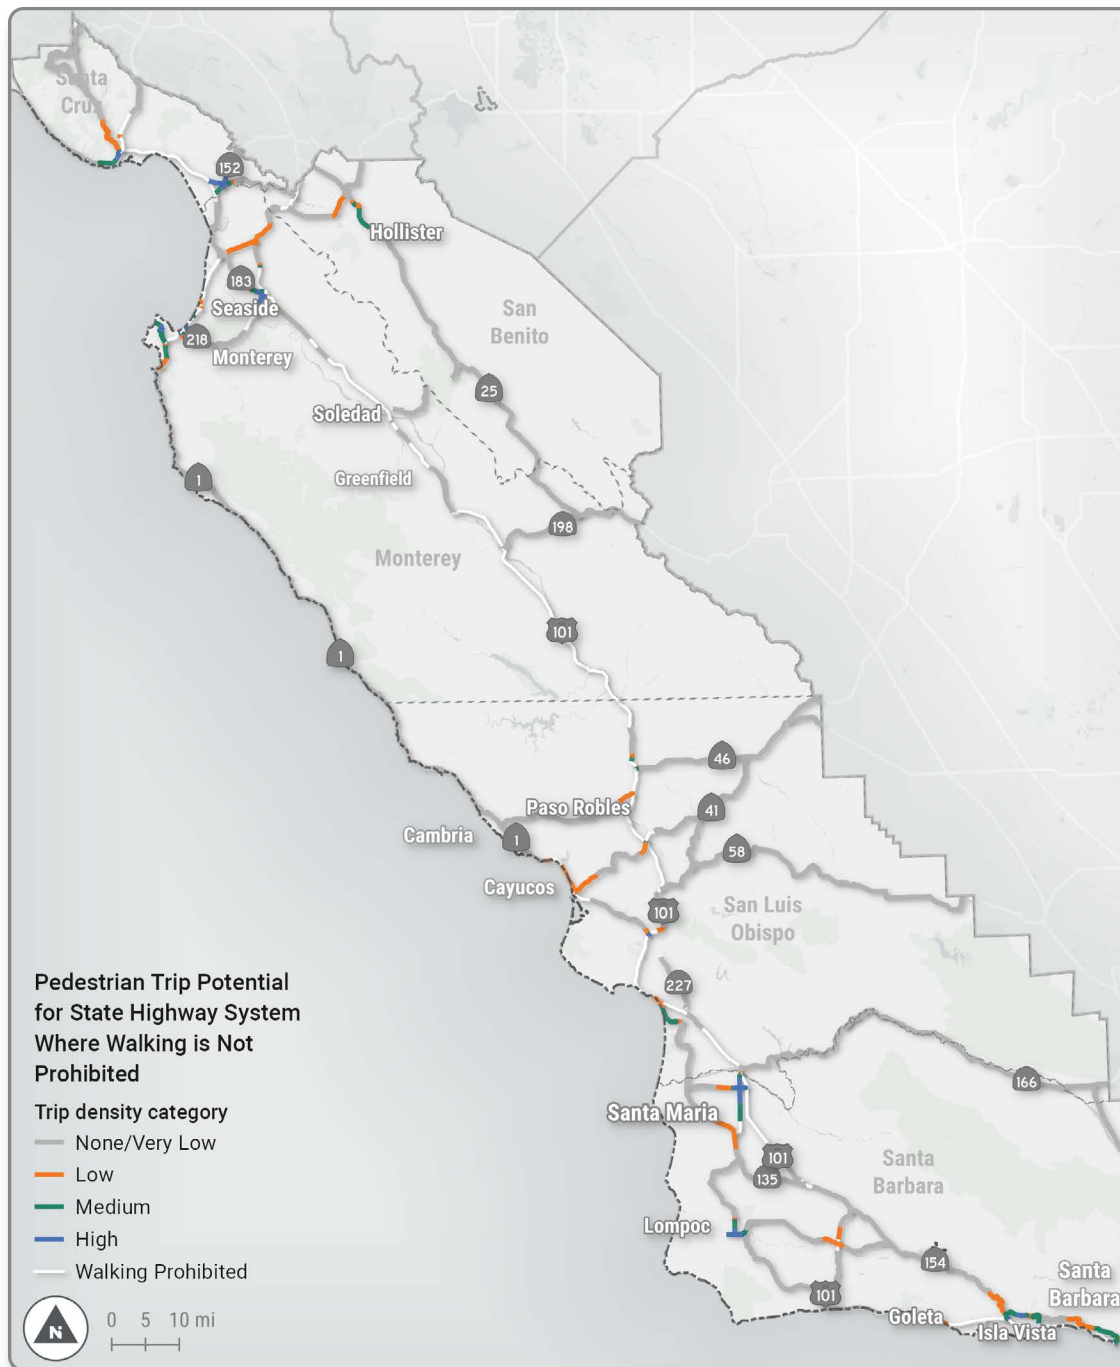 Santa
Cruz
152
Hollister
183
Seaside
San
Benito
218
Monterey
25
Soledad
1
Greenfield
198
Monterey
101
1
46
Paso Robles
41
Cambria
1
58
Cayucos
101
San Luis
Obispo
227
166
Santa Maria
101
135
Santa
Barbara
Lompoc
154
Santa
Barbara
101
Goleta
Isla Vista
Pedestrian Trip Potential
for State Highway System
Where Walking is Not
Prohibited
Trip density category
None/Very Low
Low
Medium
High
Walking Prohibited
N
0 5 10 mi